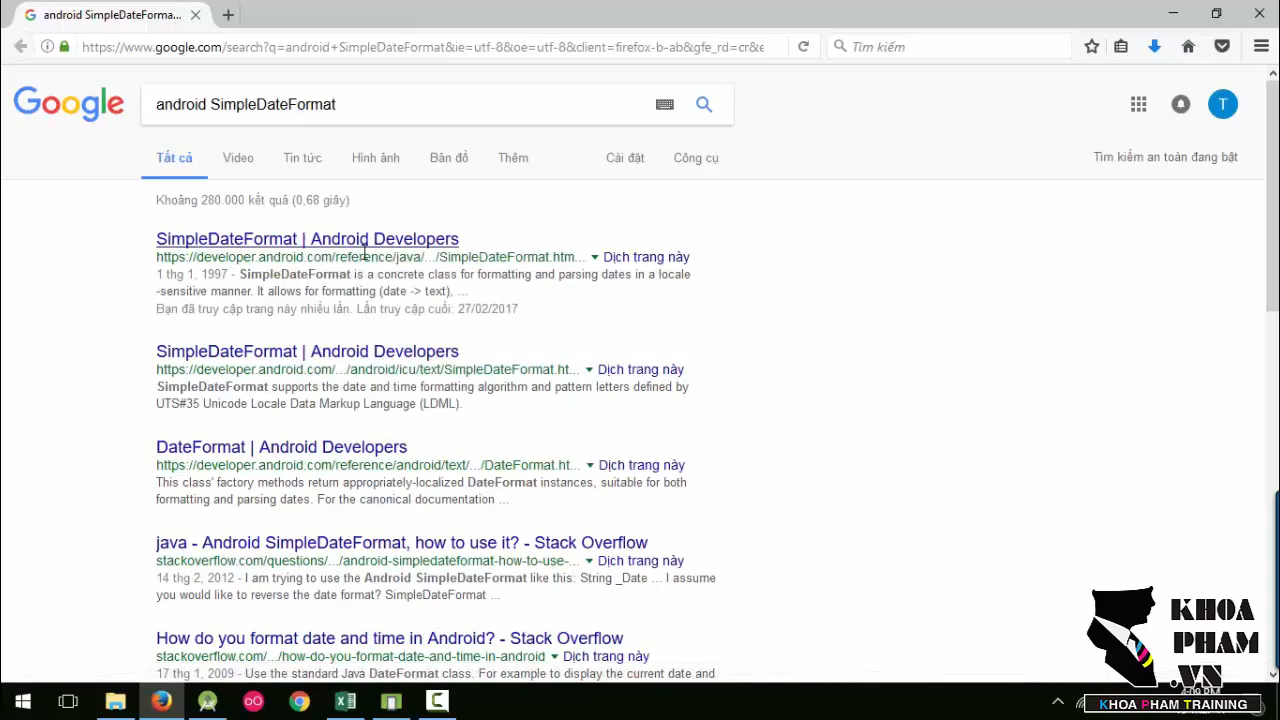 android SimpleDateForma...
https://www.google.com/search?q=android+SimpleDateFormat&ie=utf-8&oe=utf-8&client=firefox-b-ab&gfe_rd=cr&e
Tìm kiếm
Google
android SimpleDateFormat
T
Tất cả Video Tin tức Hình ảnh Bản đồ Thêm Cài đặt Công cụ
Tìm kiếm an toàn đang bật
Khoảng 280.000 kết quả (0,68 giây)
SimpleDateFormat | Android Developers
https://developer.android.com/reference/java/.../SimpleDateFormat.htm... Dịch trang này
1 thg 1, 1997 - SimpleDateFormat is a concrete class for formatting and parsing dates in a locale
-sensitive manner. It allows for formatting (date -> text), ...
Bạn đã truy cập trang này nhiều lần. Lần truy cập cuối: 27/02/2017
SimpleDateFormat | Android Developers
https://developer.android.com/.../android/icu/text/SimpleDateFormat.ht... Dịch trang này
SimpleDateFormat supports the date and time formatting algorithm and pattern letters defined by
UTS#35 Unicode Locale Data Markup Language (LDML).
DateFormat | Android Developers
https://developer.android.com/reference/android/text/.../DateFormat.ht... Dịch trang này
This class' factory methods return appropriately-localized DateFormat instances, suitable for both
formatting and parsing dates. For the canonical documentation ...
java - Android SimpleDateFormat, how to use it? - Stack Overflow
stackoverflow.com/questions/.../android-simpledateformat-how-to-use-... Dịch trang này
14 thg 2, 2012 - I am trying to use the Android SimpleDateFormat like this: String _Date ... I assume
you would like to reverse the date format? SimpleDateFormat ...
How do you format date and time in Android? - Stack Overflow
stackoverflow.com/.../how-do-you-format-date-and-time-in-android Dịch trang này
17 thg 1, 2009 - Use the standard Java DateFormat class. For example to display the current date and
KHOA
PHAM
.VN
4:09 PM
KHOA PHAM TRAINING